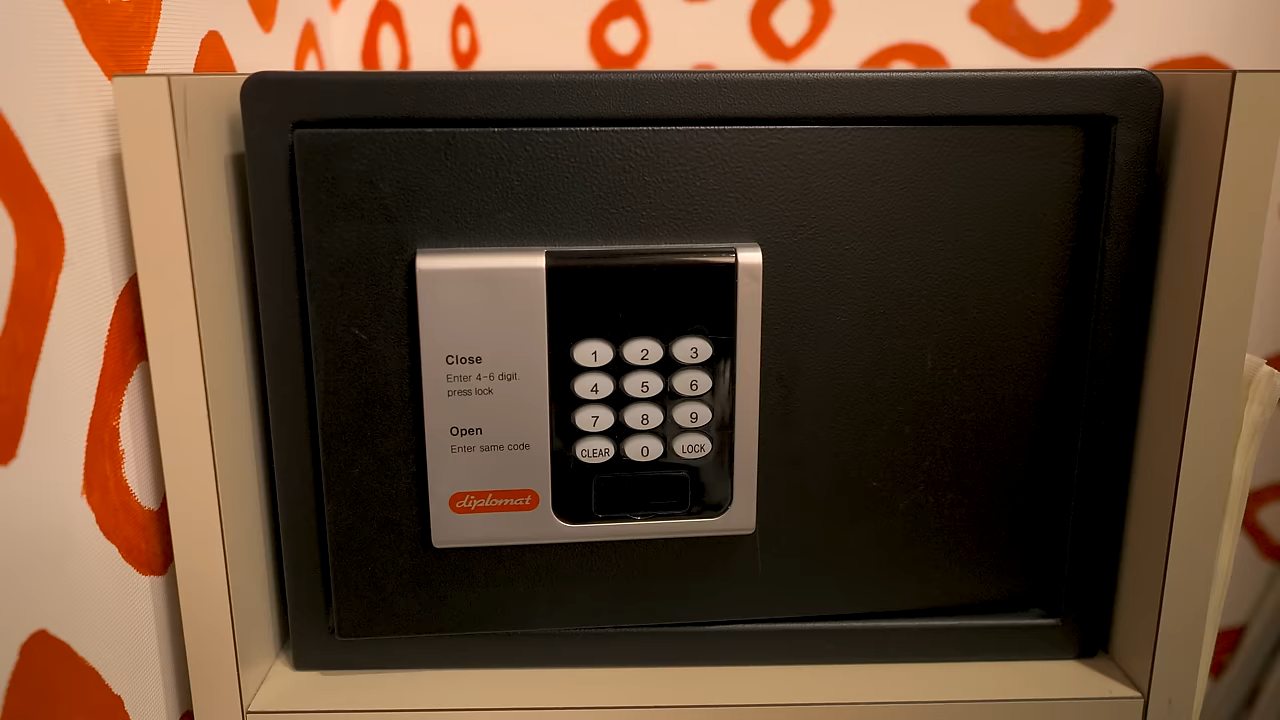 Close
Enter 4-6 digit.
press lock
Open
Enter same code
diplomat
1 2 3
4 5 6
7 8 9
CLEAR 0 LOCK